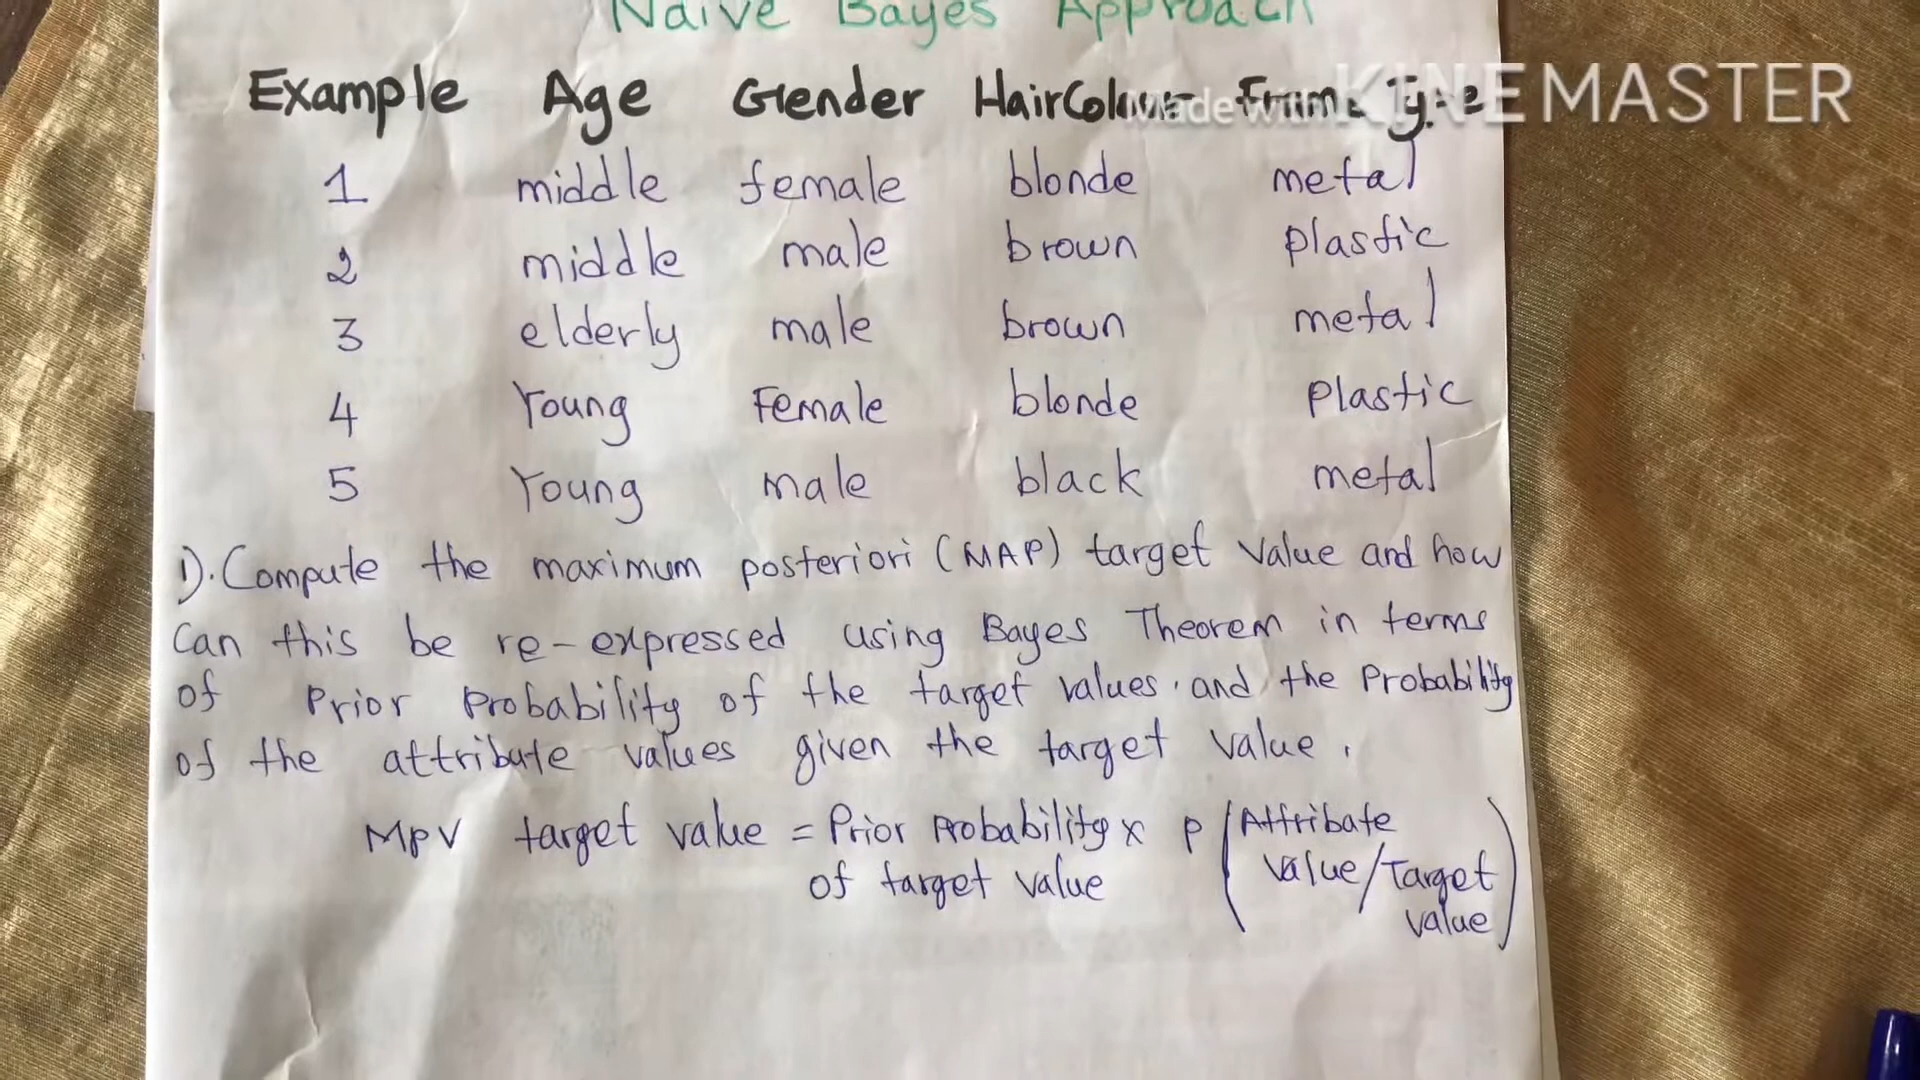 Naive Bayes Approach
Example Age Gender HairColour Frame Type
Made with KINEMASTER
1 middle female blonde metal
2 middle male brown plastic
3 elderly male brown metal
4 Young Female blonde Plastic
5 Young male black metal
1). Compute the maximum posteriori (MAP) target value and how
Can this be re-expressed using Bayes Theorem in terms
of Prior Probability of the target values. and the Probability
of the attribute values given the target value.
MPV target value = Prior Probability x P (Attribate
of target value Value/Target
value)